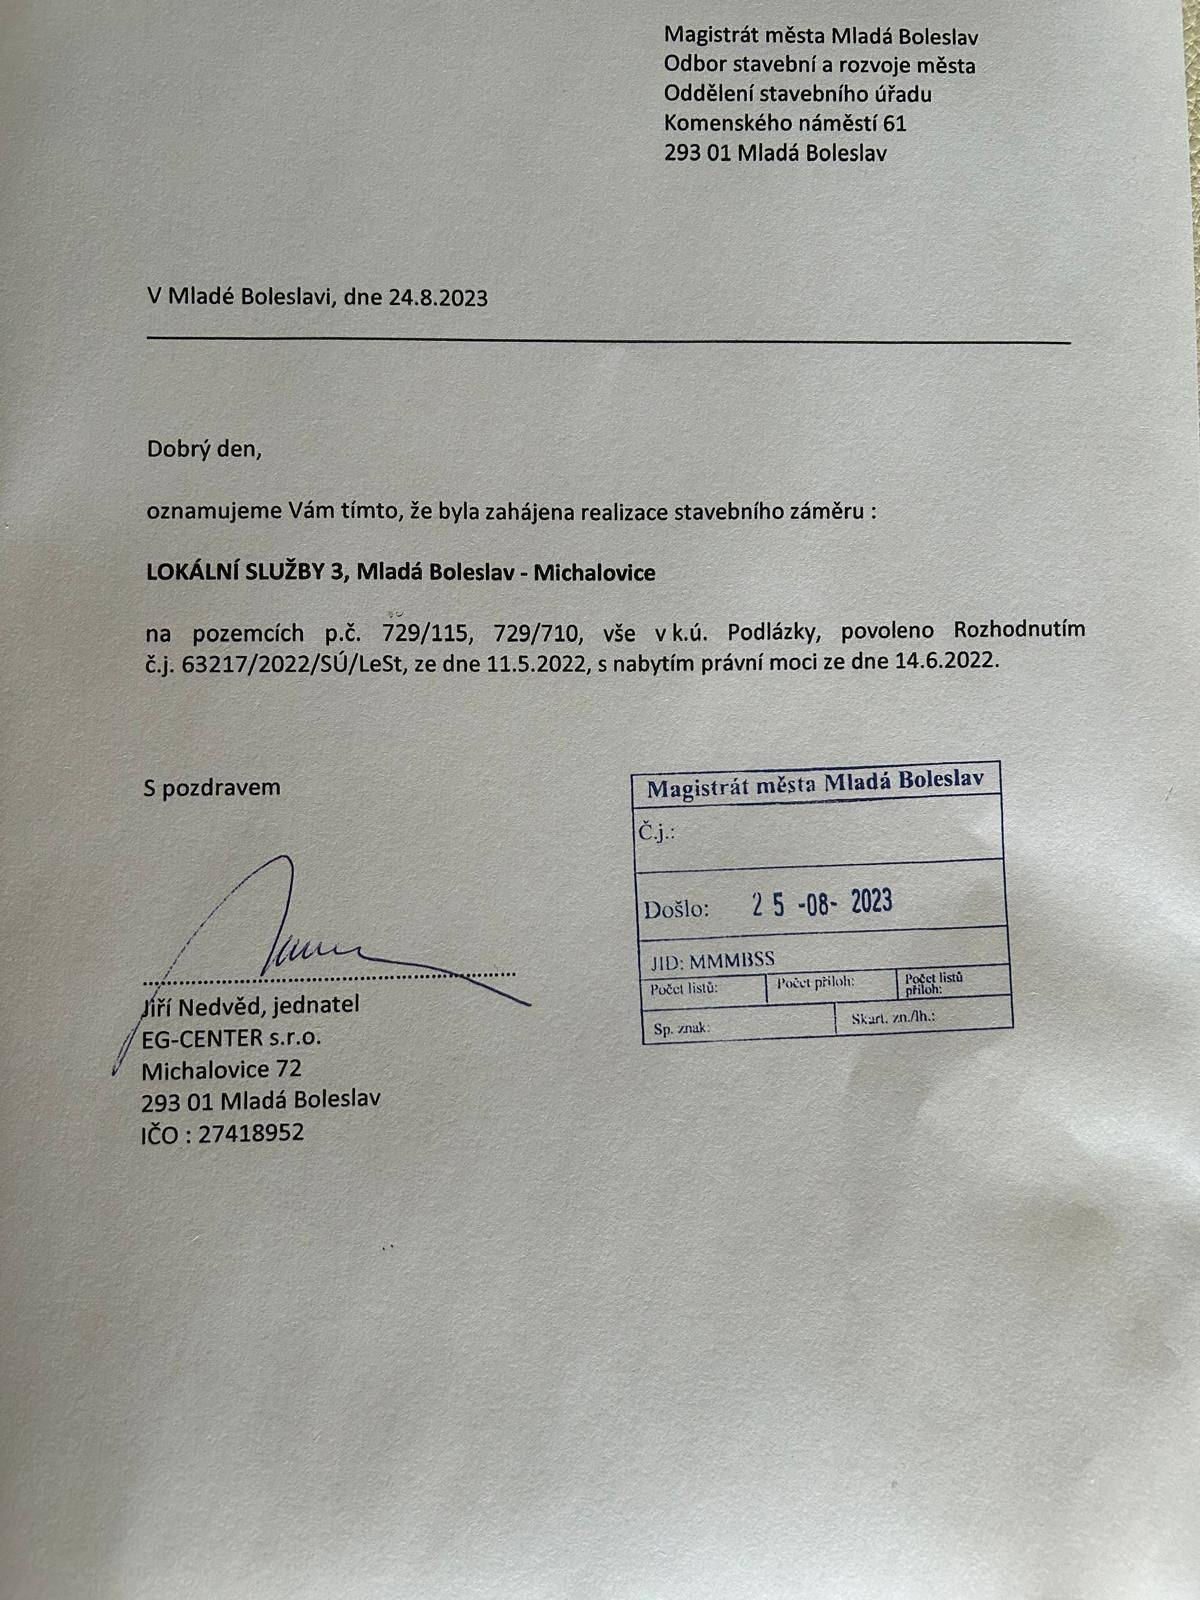 Magistrát města Mladá Boleslav
Odbor stavební a rozvoje města
Oddělení stavebního úřadu
Komenského náměstí 61
293 01 Mladá Boleslav
V Mladé Boleslavi, dne 24.8.2023
Dobrý den,
oznamujeme Vám tímto, že byla zahájena realizace stavebního záměru :
LOKÁLNÍ SLUŽBY 3, Mladá Boleslav - Michalovice
na pozemcích p.č. 729/115, 729/710, vše v k.ú. Podlázky, povoleno Rozhodnutím
č.j. 63217/2022/SÚ/LeSt, ze dne 11.5.2022, s nabytím právní moci ze dne 14.6.2022.
S pozdravem
Jiří Nedvěd, jednatel
EG-CENTER s.r.o.
Michalovice 72
293 01 Mladá Boleslav
IČO : 27418952
Magistrát města Mladá Boleslav
Č.j.:
Došlo: 25 -08- 2023
JID: MMMBSS
Počet listů: Počet příloh: Počet listů příloh:
Sp. znak: Skart. zn./lh.: